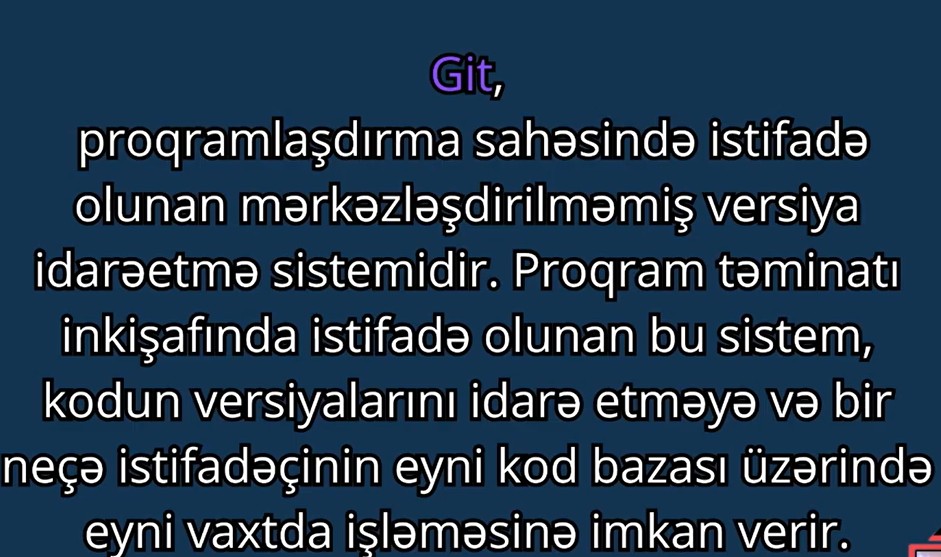 Git,
proqramlaşdırma sahəsində istifadə
olunan mərkəzləşdirilməmiş versiya
idarəetmə sistemidir. Proqram təminatı
inkişafında istifadə olunan bu sistem,
kodun versiyalarını idarə etməyə və bir
neçə istifadəçinin eyni kod bazası üzərində
eyni vaxtda işləməsinə imkan verir.